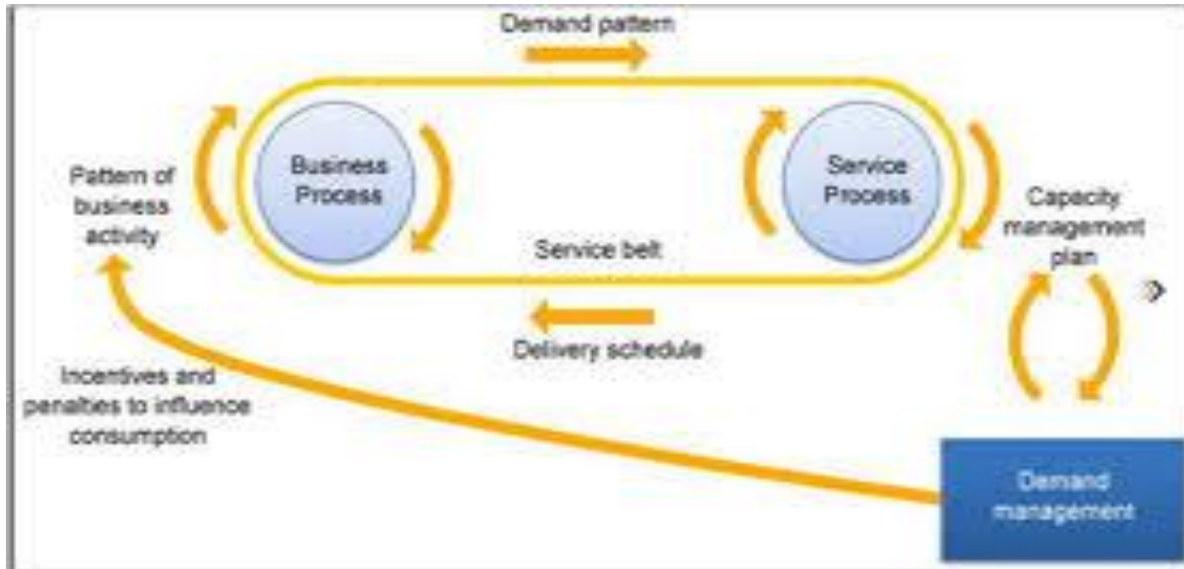 Demand pattern
Business
Process
Service
Process
Pattern of
business
activity
Capacity
management
plan
Service belt
Delivery schedule
Incentives and
penalties to influence
consumption
Demand
management